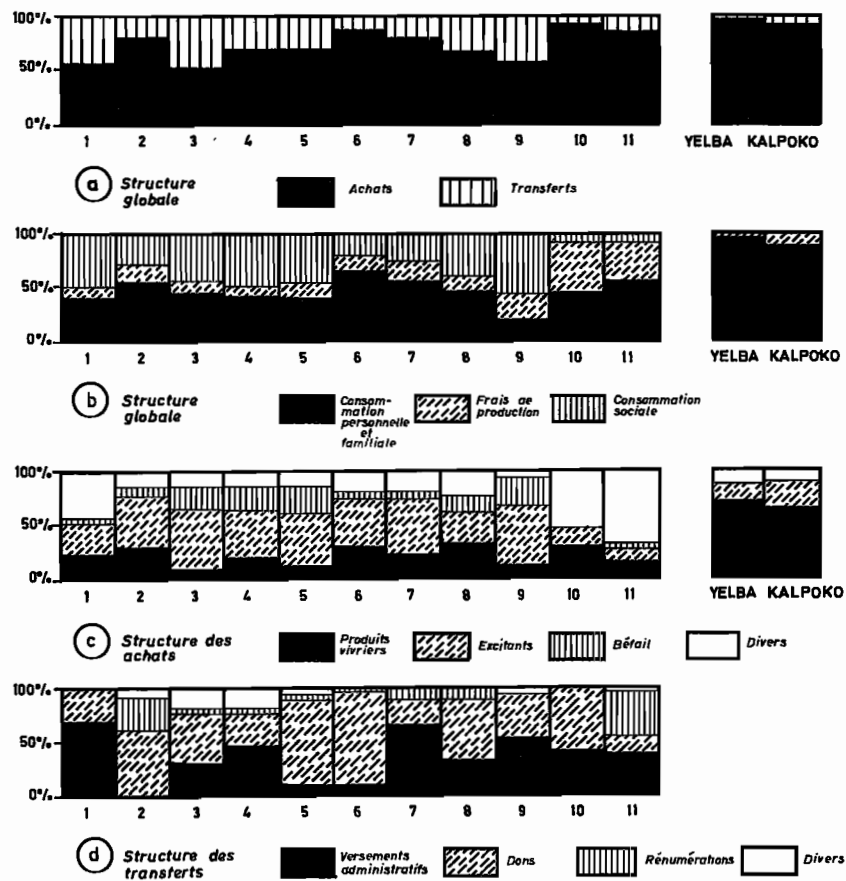 100%
50%
0%
1 2 3 4 5 6 7 8 9 10 11
YELBA KALPOKO
a Structure globale
Achats
Transferts
100%
50%
0%
1 2 3 4 5 6 7 8 9 10 11
YELBA KALPOKO
b Structure globale
Consom-
mation
personnelle
et
familiale
Frais de
production
Consommation
sociale
100%
50%
0%
1 2 3 4 5 6 7 8 9 10 11
YELBA KALPOKO
c Structure des
achats
Produits
vivriers
Excitants
Bétail
Divers
100%
50%
0%
1 2 3 4 5 6 7 8 9 10 11
d Structure des
transferts
Versements
administratifs
Dons
Rénumérations
Divers